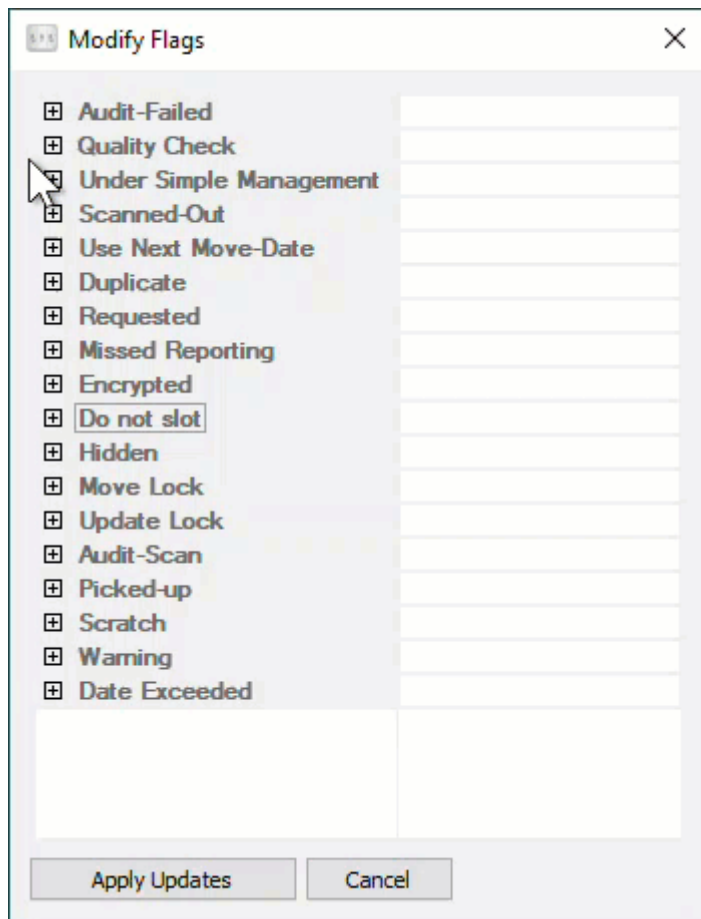 Modify Flags
Audit-Failed
Quality Check
Under Simple Management
Scanned-Out
Use Next Move-Date
Duplicate
Requested
Missed Reporting
Encrypted
Do not slot
Hidden
Move Lock
Update Lock
Audit-Scan
Picked-up
Scratch
Warning
Date Exceeded
Apply Updates Cancel